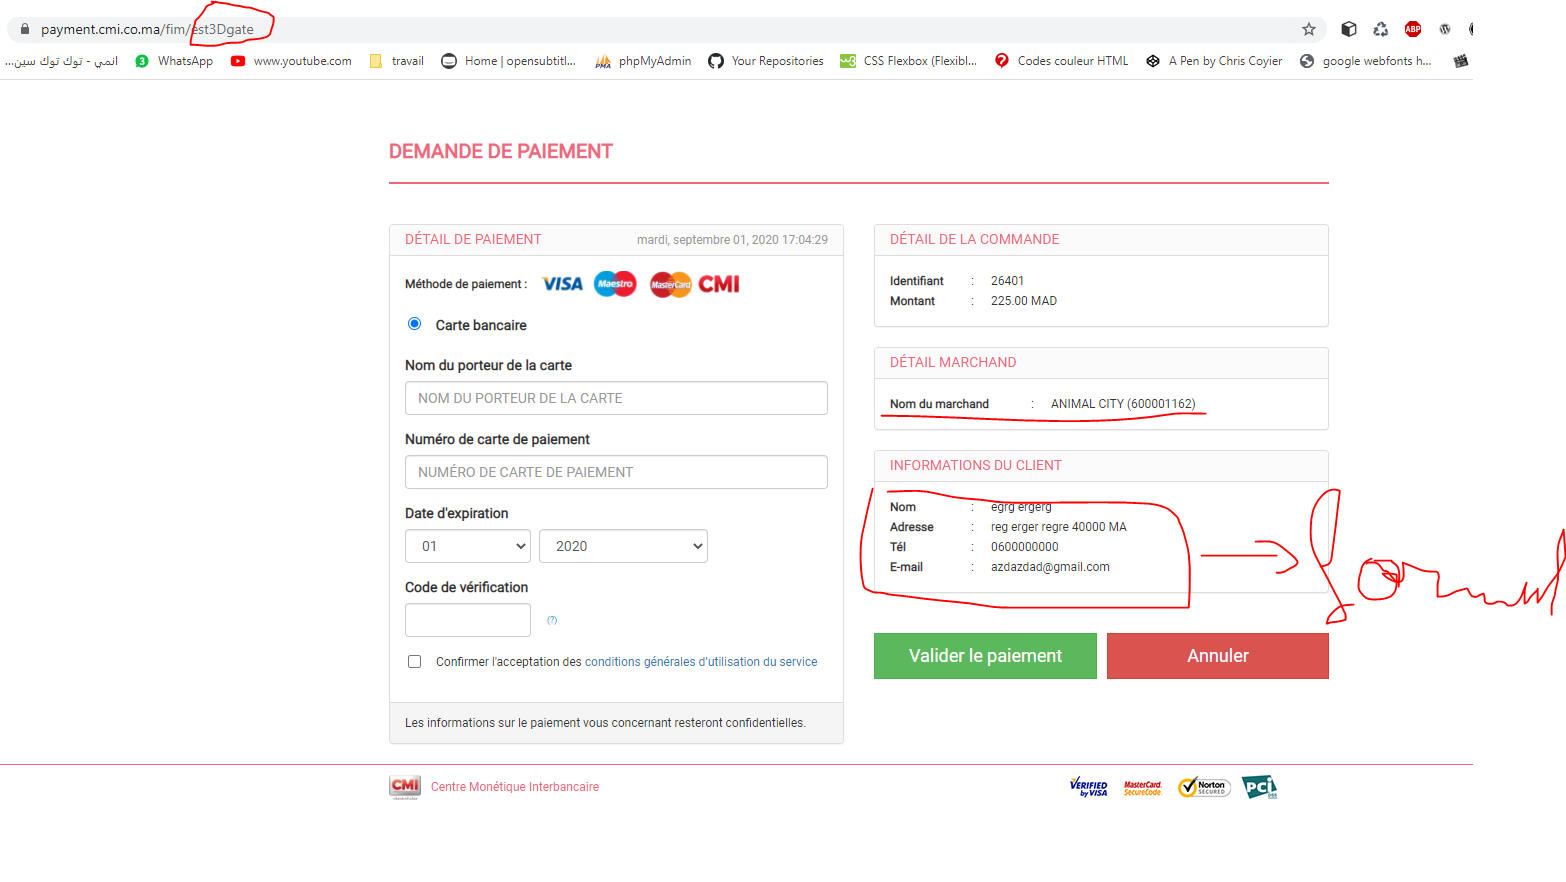 payment.cmi.co.ma/fim/est3Dgate
ABP
انمي - توك توك سين...
3 WhatsApp
www.youtube.com
travail
Home | opensubtitl...
PMA phpMyAdmin
Your Repositories
w3 CSS Flexbox (Flexibl...
Codes couleur HTML
A Pen by Chris Coyier
google webfonts h...
DEMANDE DE PAIEMENT
DÉTAIL DE PAIEMENT mardi, septembre 01, 2020 17:04:29
Méthode de paiement : VISA Maestro MasterCard CMI
Carte bancaire
Nom du porteur de la carte
NOM DU PORTEUR DE LA CARTE
Numéro de carte de paiement
NUMÉRO DE CARTE DE PAIEMENT
Date d'expiration
01 2020
Code de vérification
(?)
Confirmer l'acceptation des conditions générales d'utilisation du service
Les informations sur le paiement vous concernant resteront confidentielles.
DÉTAIL DE LA COMMANDE
Identifiant : 26401
Montant : 225.00 MAD
DÉTAIL MARCHAND
Nom du marchand : ANIMAL CITY (600001162)
INFORMATIONS DU CLIENT
Nom : egrg ergerg
Adresse : reg erger regre 40000 MA
Tél : 0600000000
E-mail : azdazdad@gmail.com
Valider le paiement Annuler
CMI Centre Monétique Interbancaire
VERIFIED by VISA MasterCard SecureCode Norton SECURED PCI